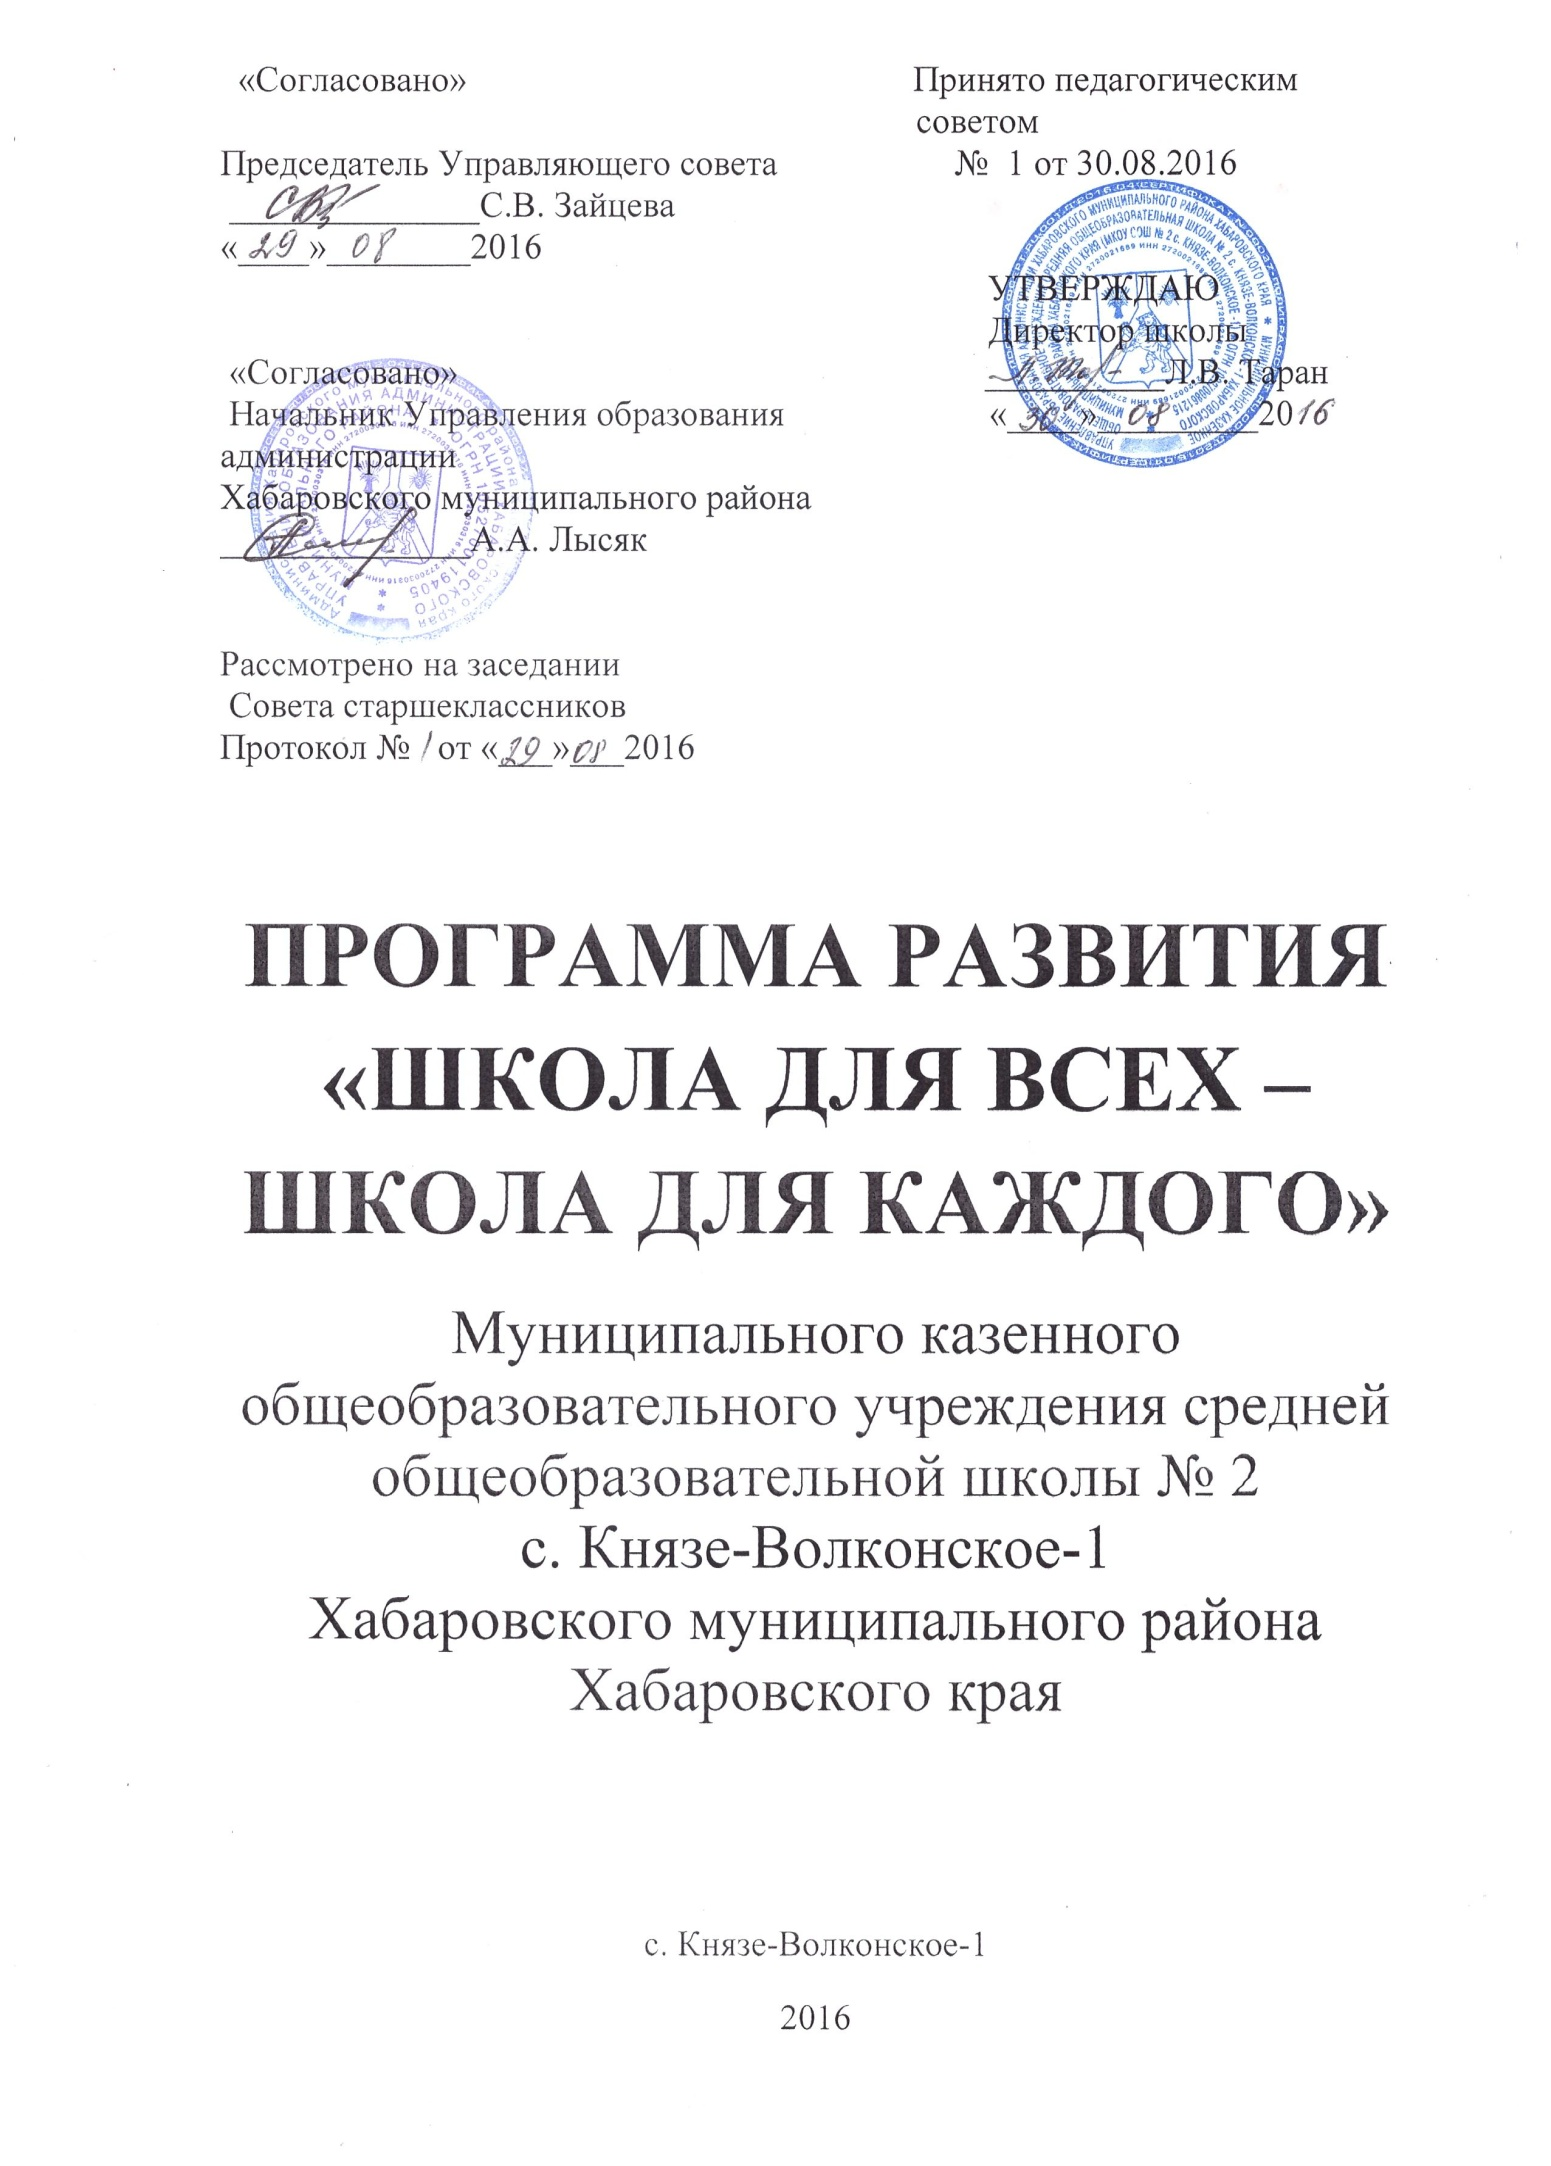 «Согласовано»
Председатель Управляющего совета
______________С.В. Зайцева
«29» 08 2016
«Согласовано»
Начальник Управления образования
администрации
Хабаровского муниципального района
______________А.А. Лысяк
Рассмотрено на заседании
Совета старшеклассников
Протокол № 1 от «29» 08 2016
Принято педагогическим
советом
№ 1 от 30.08.2016
УТВЕРЖДАЮ
Директор школы
__________Л.В. Таран
«30» 08 2016
ПРОГРАММА РАЗВИТИЯ
«ШКОЛА ДЛЯ ВСЕХ –
ШКОЛА ДЛЯ КАЖДОГО»
Муниципального казенного
общеобразовательного учреждения средней
общеобразовательной школы № 2
с. Князе-Волконское-1
Хабаровского муниципального района
Хабаровского края
с. Князе-Волконское-1
2016